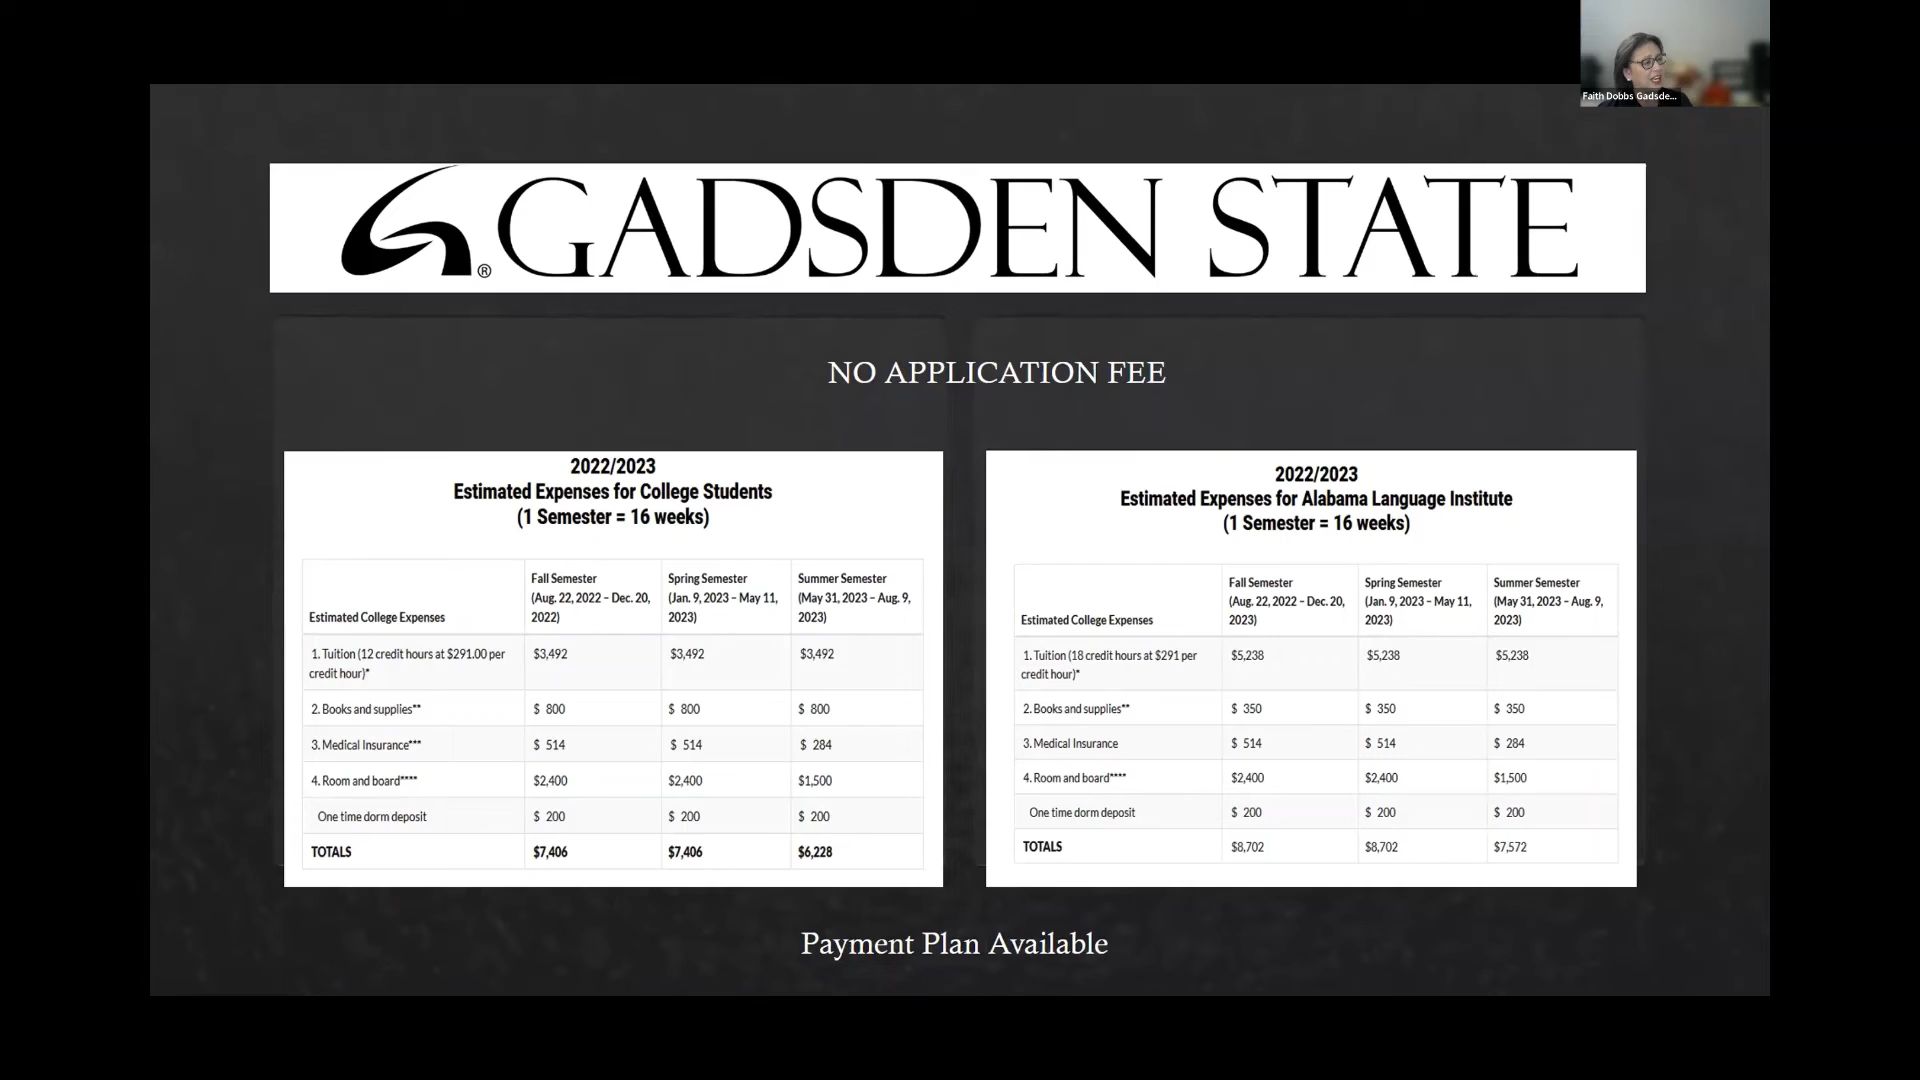 Faith Dobbs Gadsde...
® GADSDEN STATE
NO APPLICATION FEE
2022/2023
Estimated Expenses for College Students
(1 Semester = 16 weeks)
Estimated College Expenses
Fall Semester
(Aug. 22, 2022 – Dec. 20,
2022)
Spring Semester
(Jan. 9, 2023 – May 11,
2023)
Summer Semester
(May 31, 2023 – Aug. 9,
2023)
1. Tuition (12 credit hours at $291.00 per
credit hour)*
$3,492 $3,492 $3,492
2. Books and supplies** $ 800 $ 800 $ 800
3. Medical Insurance*** $ 514 $ 514 $ 284
4. Room and board**** $2,400 $2,400 $1,500
One time dorm deposit $ 200 $ 200 $ 200
TOTALS $7,406 $7,406 $6,228
2022/2023
Estimated Expenses for Alabama Language Institute
(1 Semester = 16 weeks)
Estimated College Expenses
Fall Semester
(Aug. 22, 2022 – Dec. 20,
2023)
Spring Semester
(Jan. 9, 2023 – May 11,
2023)
Summer Semester
(May 31, 2023 – Aug. 9,
2023)
1. Tuition (18 credit hours at $291 per
credit hour)*
$5,238 $5,238 $5,238
2. Books and supplies** $ 350 $ 350 $ 350
3. Medical Insurance $ 514 $ 514 $ 284
4. Room and board**** $2,400 $2,400 $1,500
One time dorm deposit $ 200 $ 200 $ 200
TOTALS $8,702 $8,702 $7,572
Payment Plan Available